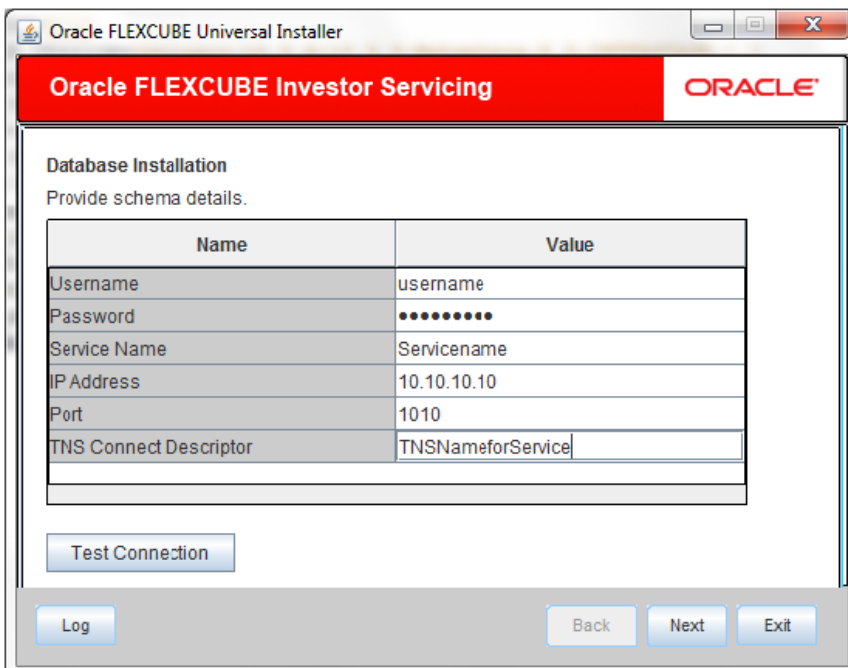 Oracle FLEXCUBE Universal Installer
Oracle FLEXCUBE Investor Servicing ORACLE
Database Installation
Provide schema details.
Name Value
Username username
Password •••••••••
Service Name Servicename
IP Address 10.10.10.10
Port 1010
TNS Connect Descriptor TNSNameforService
Test Connection
Log Back Next Exit